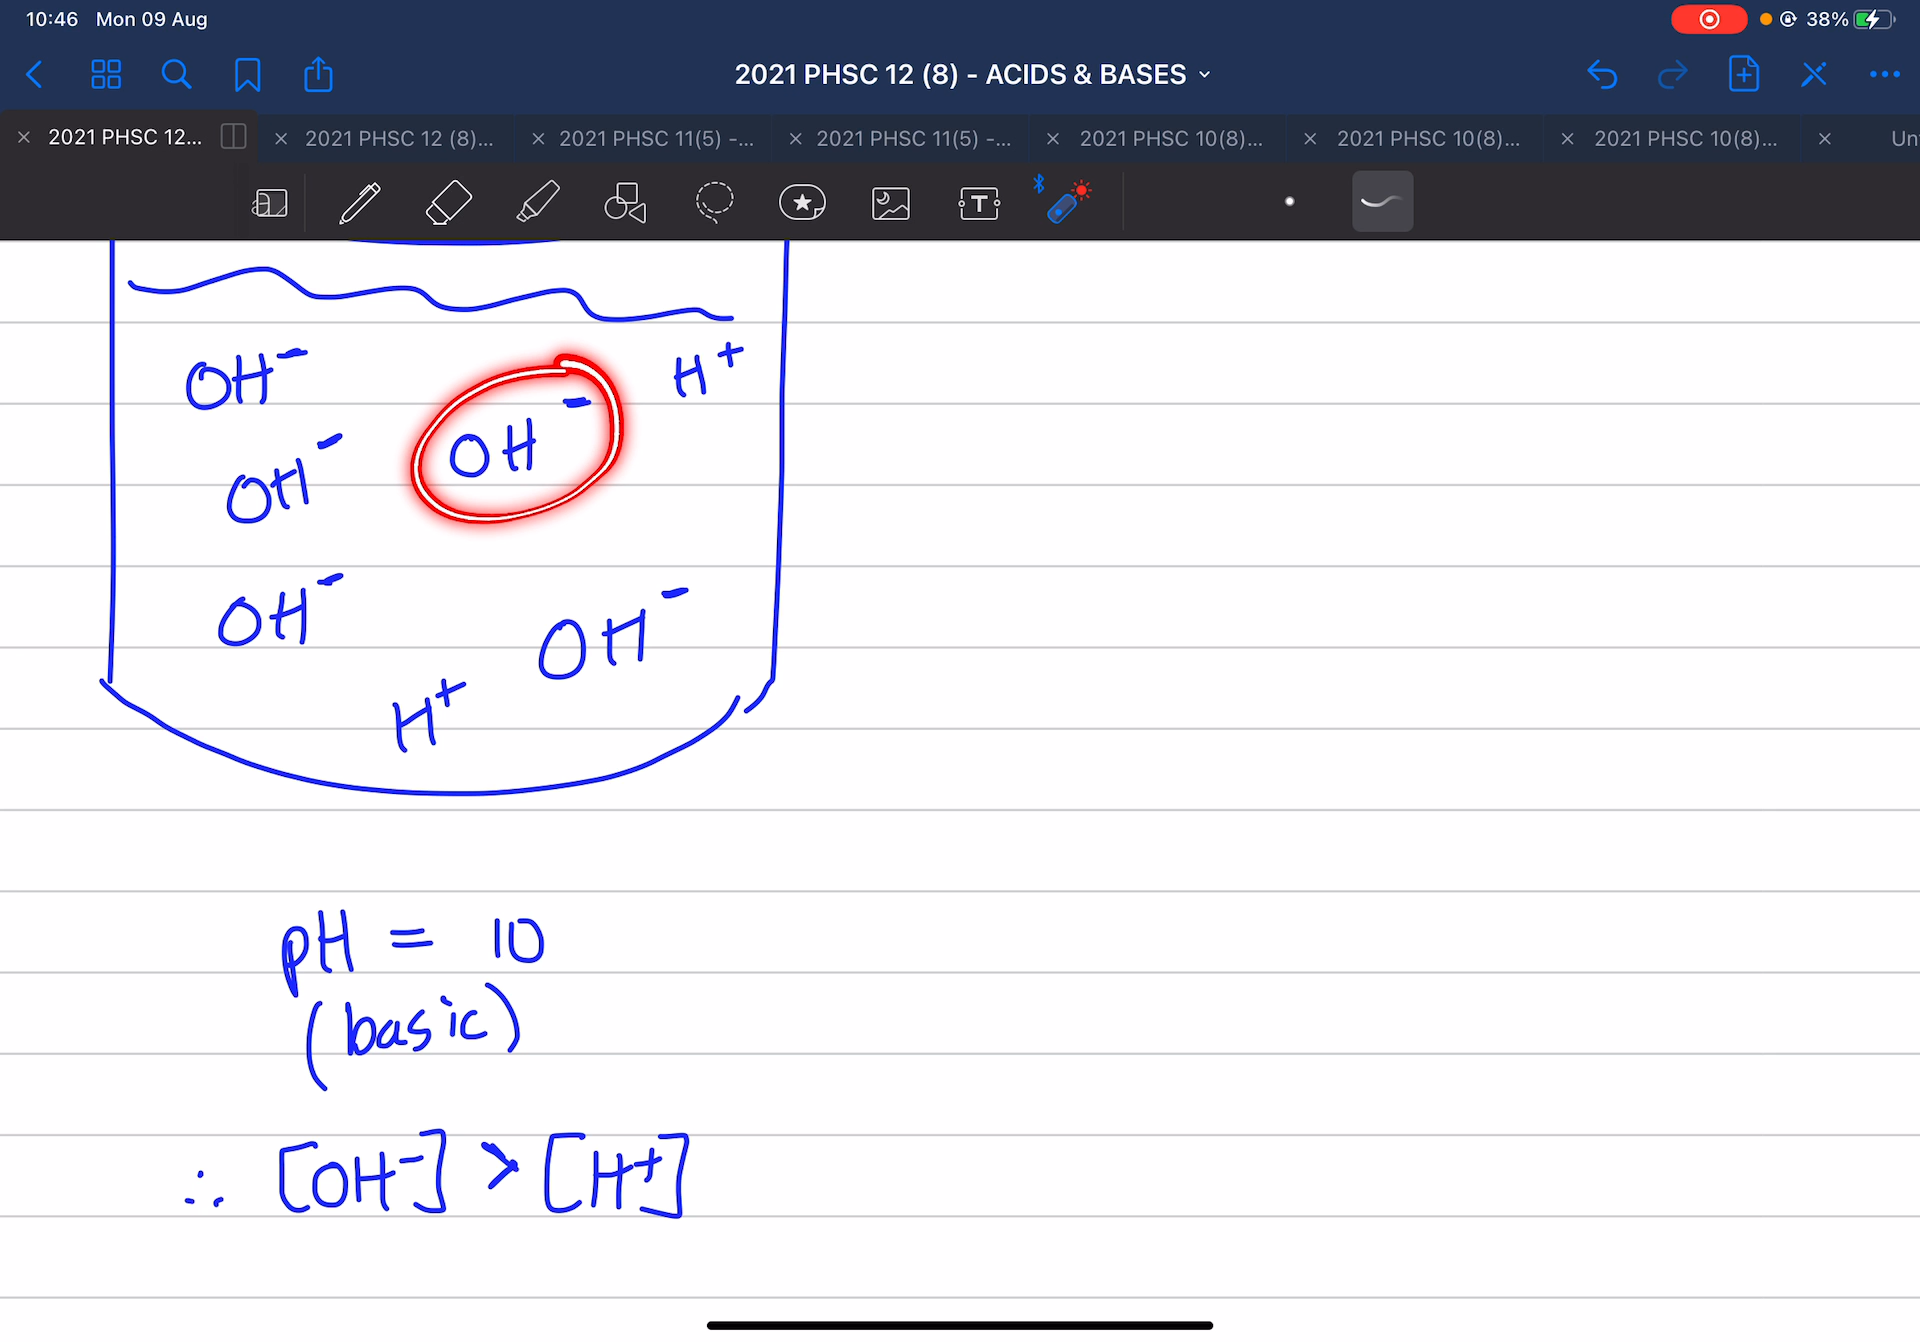 10:46 Mon 09 Aug 38%
2021 PHSC 12 (8) - ACIDS & BASES
2021 PHSC 12... 2021 PHSC 12 (8)... 2021 PHSC 11(5) -... 2021 PHSC 11(5) -... 2021 PHSC 10(8)... 2021 PHSC 10(8)... 2021 PHSC 10(8)... Un
T
OH⁻ H⁺
OH⁻
OH⁻
OH⁻
OH⁻
H⁺
pH = 10
(basic)
∴ [OH⁻] > [H⁺]